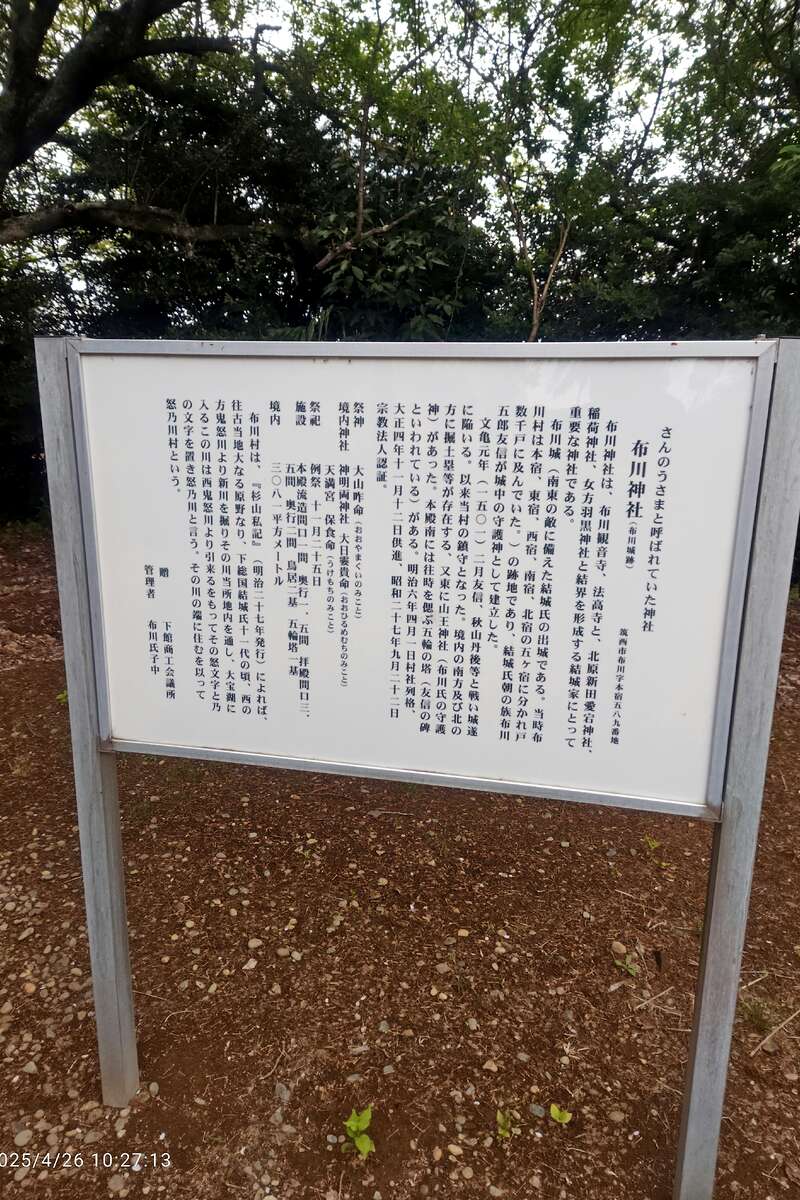 さんのうさまと呼ばれていた神社
布川神社（布川城跡）
筑西市布川字本宿五八九番地
布川神社は、布川観音寺、法高寺と、北原新田愛宕神社、
稲荷神社、女方羽黒神社と結界を形成する結城家にとって
重要な神社である。
布川城（南東の敵に備えた結城氏の出城である。当時布
川村は本宿、東宿、西宿、南宿、北宿の五ヶ宿に分かれ戸
数千戸に及んでいた。）の跡地であり、結城氏朝の族布川
五郎友信が城中の守護神として建立した。
文亀元年（一五〇一）二月友信、秋山丹後等と戦い城遂
に陥いる。以来当村の鎮守となった。境内の南方及び北の
方に掘土塁等が存在する、又東に山王神社（布川氏の守護
神）があった。本殿南には往時を偲ぶ五輪の塔（友信の碑
といわれている）がある。明治六年四月一日村社列格、
大正四年十一月十二日供進、昭和二十七年九月二十二日
宗教法人認証。
祭神　大山咋命（おおやまくいのみこと）
境内神社　神明両神社　大日孁貴命（おおひるめむちのみこと）
天満宮　保食命（うけもちのみこと）
祭祀　例祭　十一月二十五日
施設　本殿流造間口一間、奥行一．五間　拝殿間口三．
五間、奥行二間、鳥居二基　五輪塔一基
境内　三〇八一平方メートル
布川村は、『杉山私記』（明治二十七年発行）によれば、
往古当地大なる原野なり、下総国結城氏十一代の頃、西の
方鬼怒川より新川を掘りその川当所地内を通し、大宝湖に
入るこの川は西鬼怒川より引来るをもってその怒文字と乃
の文字を置き怒乃川と言う。その川の端に住むを以って
怒乃川村という。
贈　下館商工会議所
管理者　布川氏子中
025/4/26 10:27:13